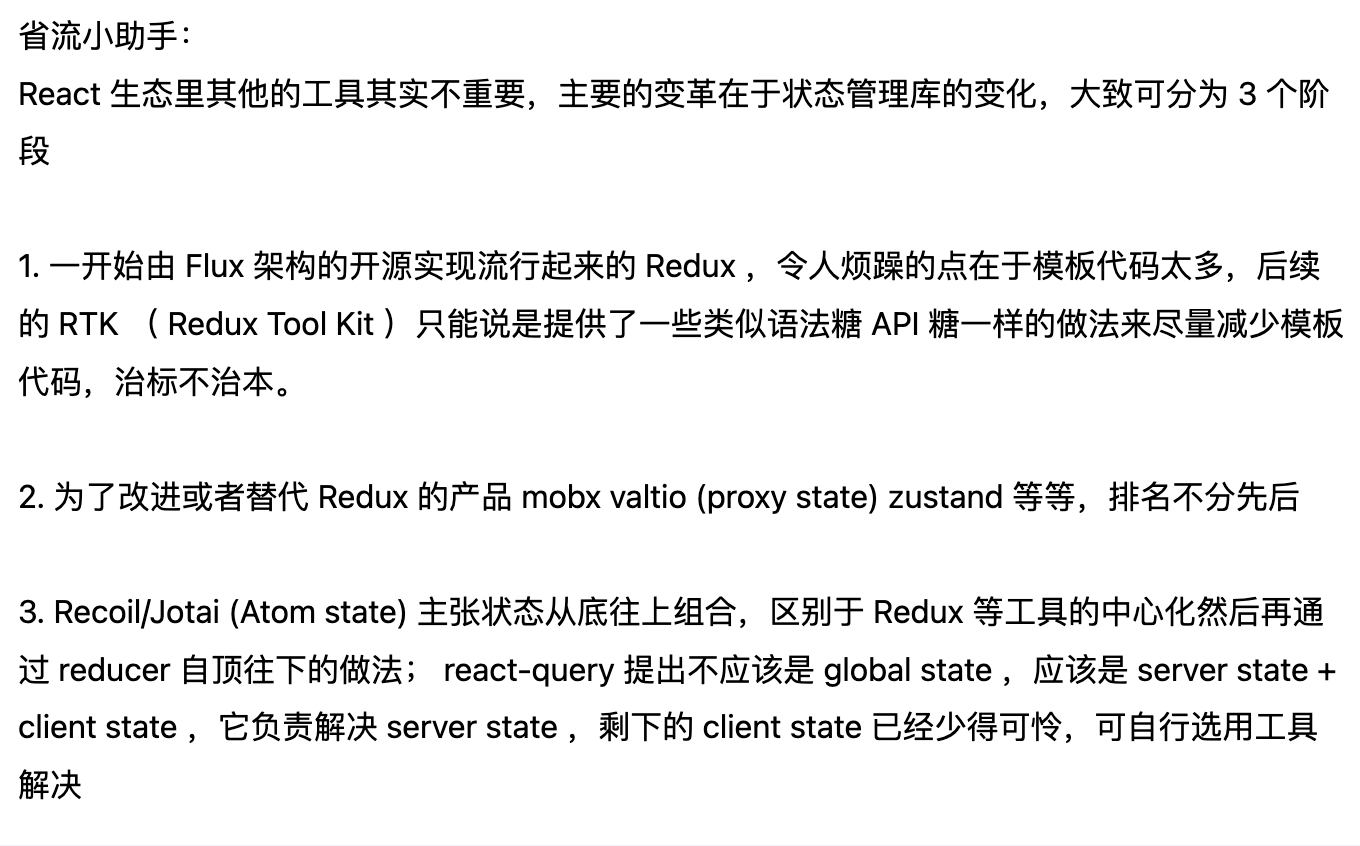 省流小助手：
React 生态里其他的工具其实不重要，主要的变革在于状态管理库的变化，大致可分为 3 个阶
段
1. 一开始由 Flux 架构的开源实现流行起来的 Redux ，令人烦躁的点在于模板代码太多，后续
的 RTK （ Redux Tool Kit ）只能说是提供了一些类似语法糖 API 糖一样的做法来尽量减少模板
代码，治标不治本。
2. 为了改进或者替代 Redux 的产品 mobx valtio (proxy state) zustand 等等，排名不分先后
3. Recoil/Jotai (Atom state) 主张状态从底往上组合，区别于 Redux 等工具的中心化然后再通
过 reducer 自顶往下的做法； react-query 提出不应该是 global state ，应该是 server state +
client state ，它负责解决 server state ，剩下的 client state 已经少得可怜，可自行选用工具
解决